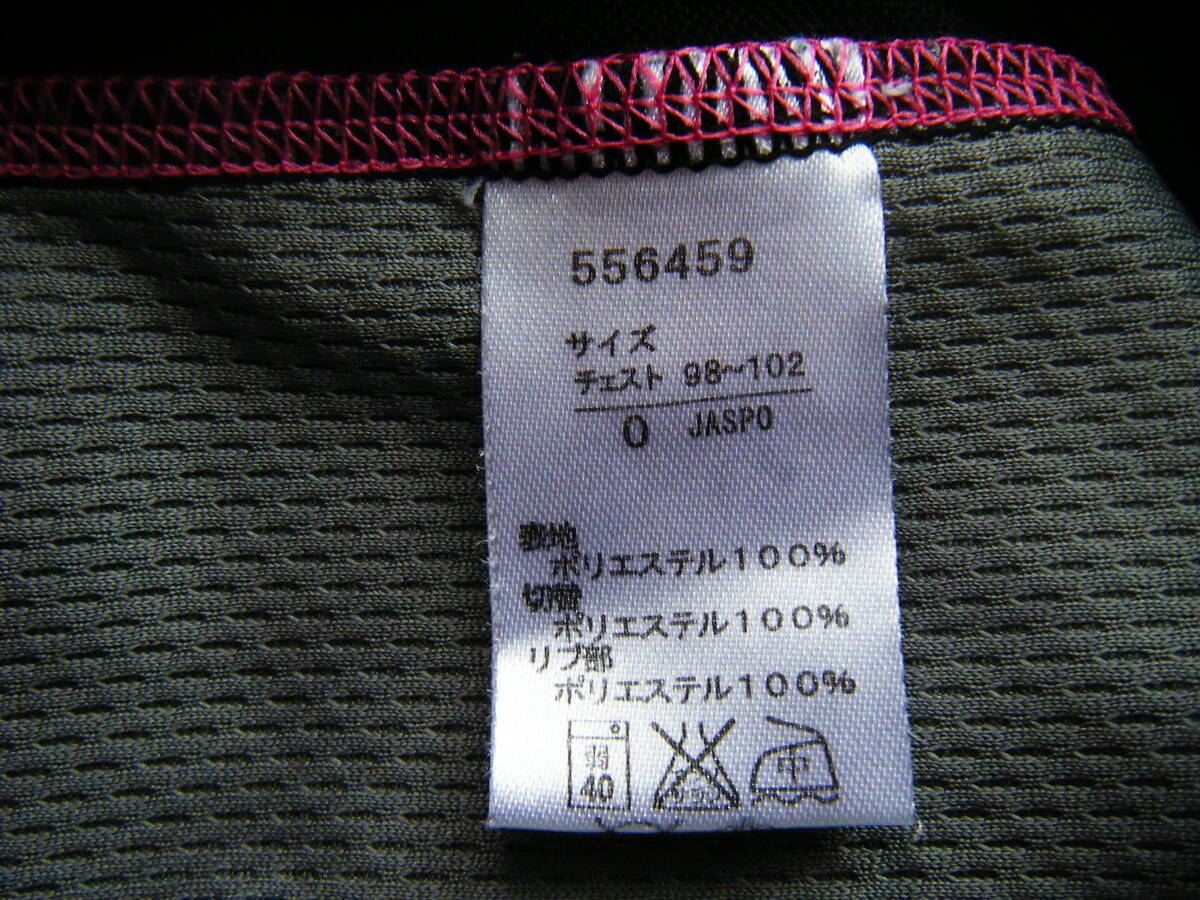 556459
サイズ
チェスト 98~102
0 JASPO
表地
ポリエステル100%
切替
ポリエステル100%
リブ部
ポリエステル100%
弱
40
中